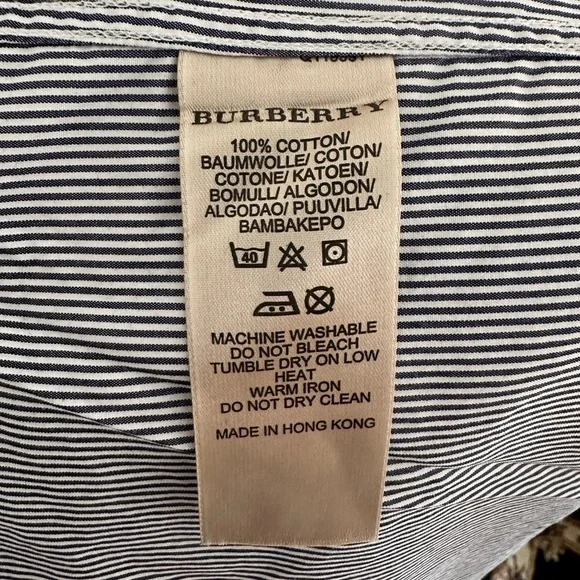 BURBERRY
100% COTTON/
BAUMWOLLE/ COTON/
COTONE/ KATOEN/
BOMULL/ ALGODON/
ALGODAO/ PUUVILLA/
BAMBAKEPO
40
MACHINE WASHABLE
DO NOT BLEACH
TUMBLE DRY ON LOW
HEAT
WARM IRON
DO NOT DRY CLEAN
MADE IN HONG KONG